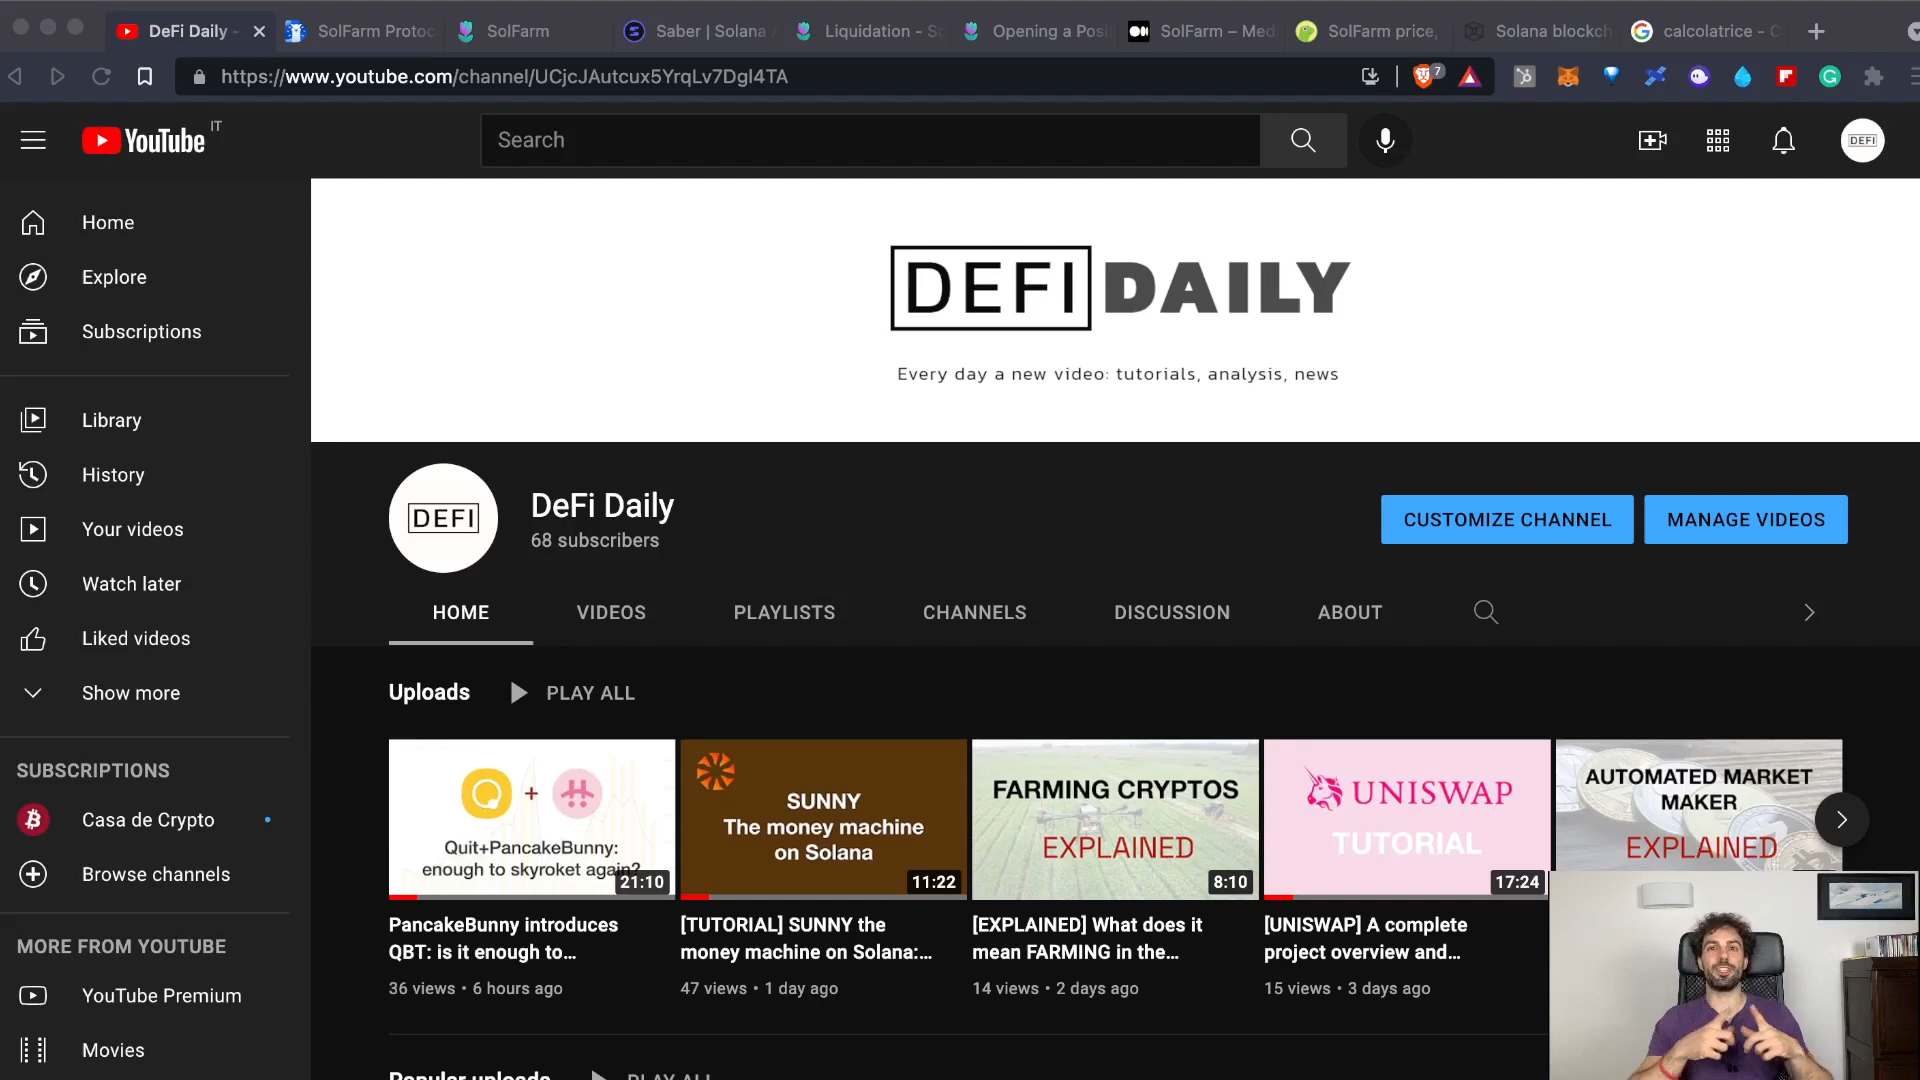 DeFi Daily -
SolFarm Protoc
SolFarm
Saber | Solana
Liquidation - S
Opening a Posi
SolFarm – Med
SolFarm price,
Solana blockch
calcolatrice - C
https://www.youtube.com/channel/UCjcJAutcux5YrqLv7Dgl4TA
7
YouTube IT
Search
DEFI
Home
Explore
Subscriptions
Library
History
Your videos
Watch later
Liked videos
Show more
SUBSCRIPTIONS
Casa de Crypto
Browse channels
MORE FROM YOUTUBE
YouTube Premium
Movies
DEFI DAILY
Every day a new video: tutorials, analysis, news
DEFI
DeFi Daily
68 subscribers
CUSTOMIZE CHANNEL
MANAGE VIDEOS
HOME
VIDEOS
PLAYLISTS
CHANNELS
DISCUSSION
ABOUT
Uploads
PLAY ALL
+
Quit+PancakeBunny:
enough to skyroket again?
21:10
PancakeBunny introduces
QBT: is it enough to...
36 views • 6 hours ago
SUNNY
The money machine
on Solana
11:22
[TUTORIAL] SUNNY the
money machine on Solana:...
47 views • 1 day ago
FARMING CRYPTOS
EXPLAINED
8:10
[EXPLAINED] What does it
mean FARMING in the...
14 views • 2 days ago
UNISWAP
TUTORIAL
17:24
[UNISWAP] A complete
project overview and...
15 views • 3 days ago
AUTOMATED MARKET
MAKER
EXPLAINED
Popular uploads
PLAY ALL